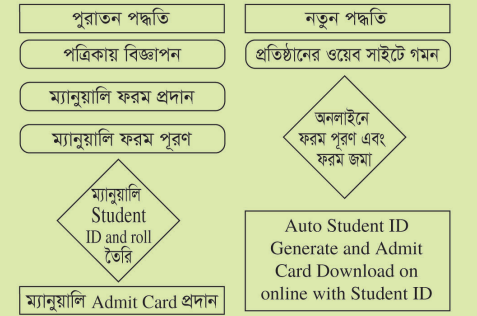 পুরাতন পদ্ধতি
পত্রিকায় বিজ্ঞাপন
ম্যানুয়ালি ফরম প্রদান
ম্যানুয়ালি ফরম পূরণ
ম্যানুয়ালি
Student
ID and roll
তৈরি
ম্যানুয়ালি Admit Card প্রদান
নতুন পদ্ধতি
প্রতিষ্ঠানের ওয়েব সাইটে গমন
অনলাইনে
ফরম পূরণ এবং
ফরম জমা
Auto Student ID
Generate and Admit
Card Download on
online with Student ID